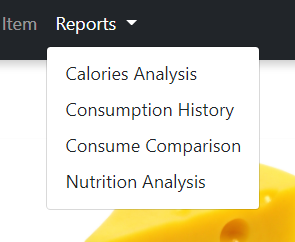 Item Reports
Calories Analysis
Consumption History
Consume Comparison
Nutrition Analysis